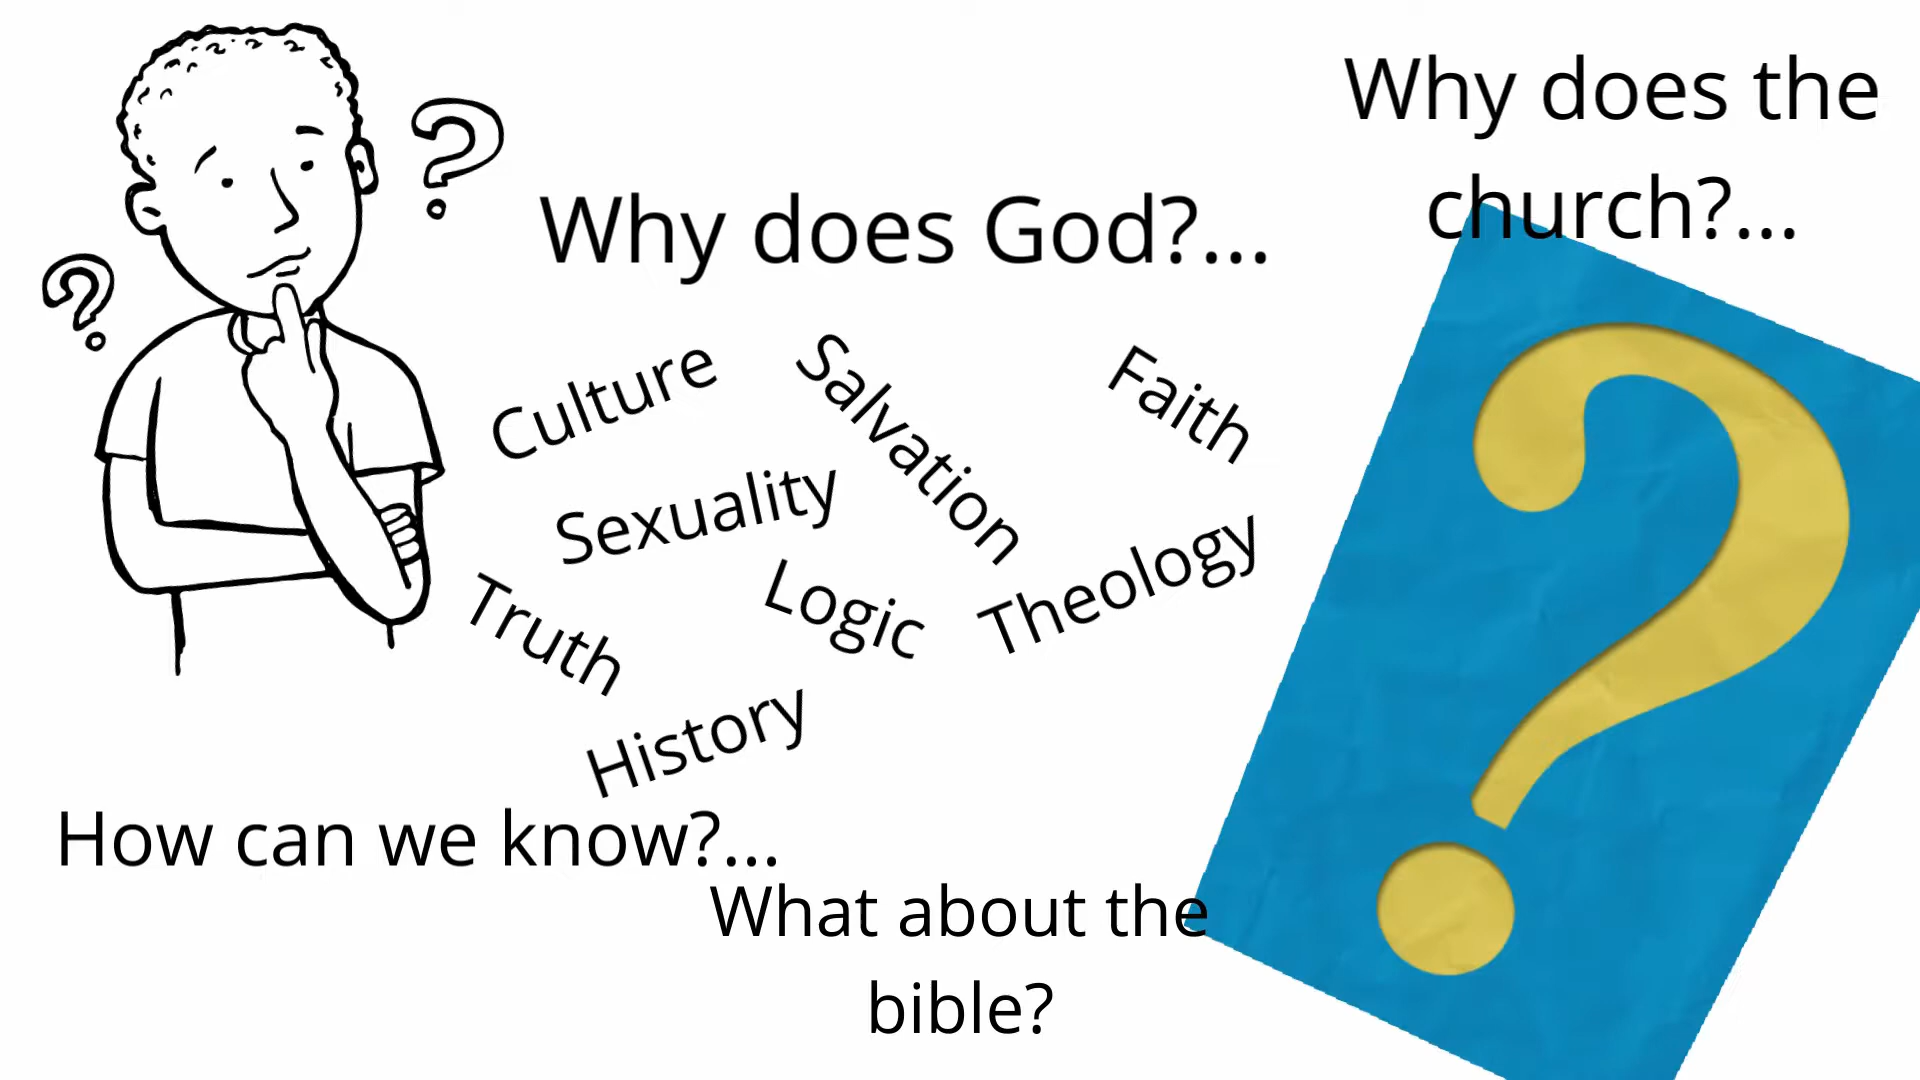 Why does the
church?...
Why does God?...
Culture
Salvation
Faith
Sexuality
Logic
Theology
Truth
History
How can we know?...
What about the
bible?